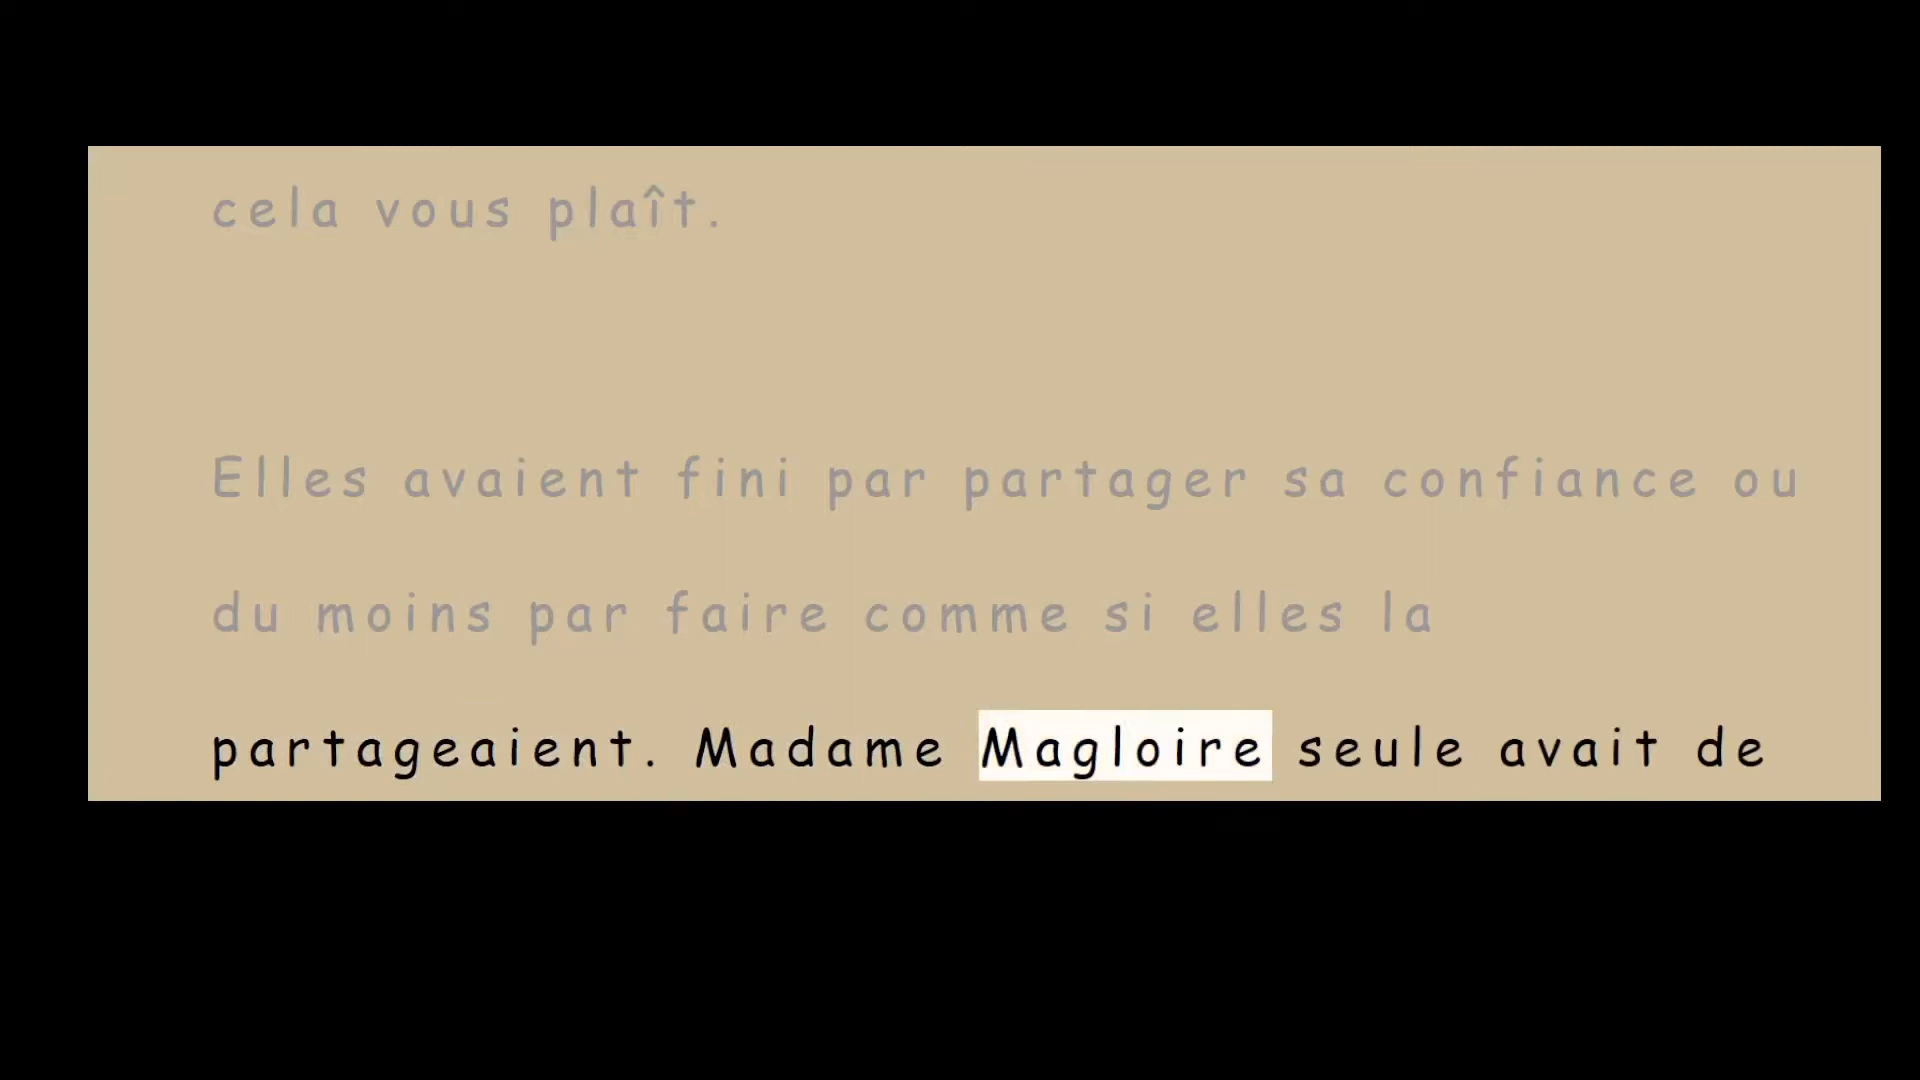 cela vous plaît.
Elles avaient fini par partager sa confiance ou
du moins par faire comme si elles la
partageaient. Madame Magloire seule avait de